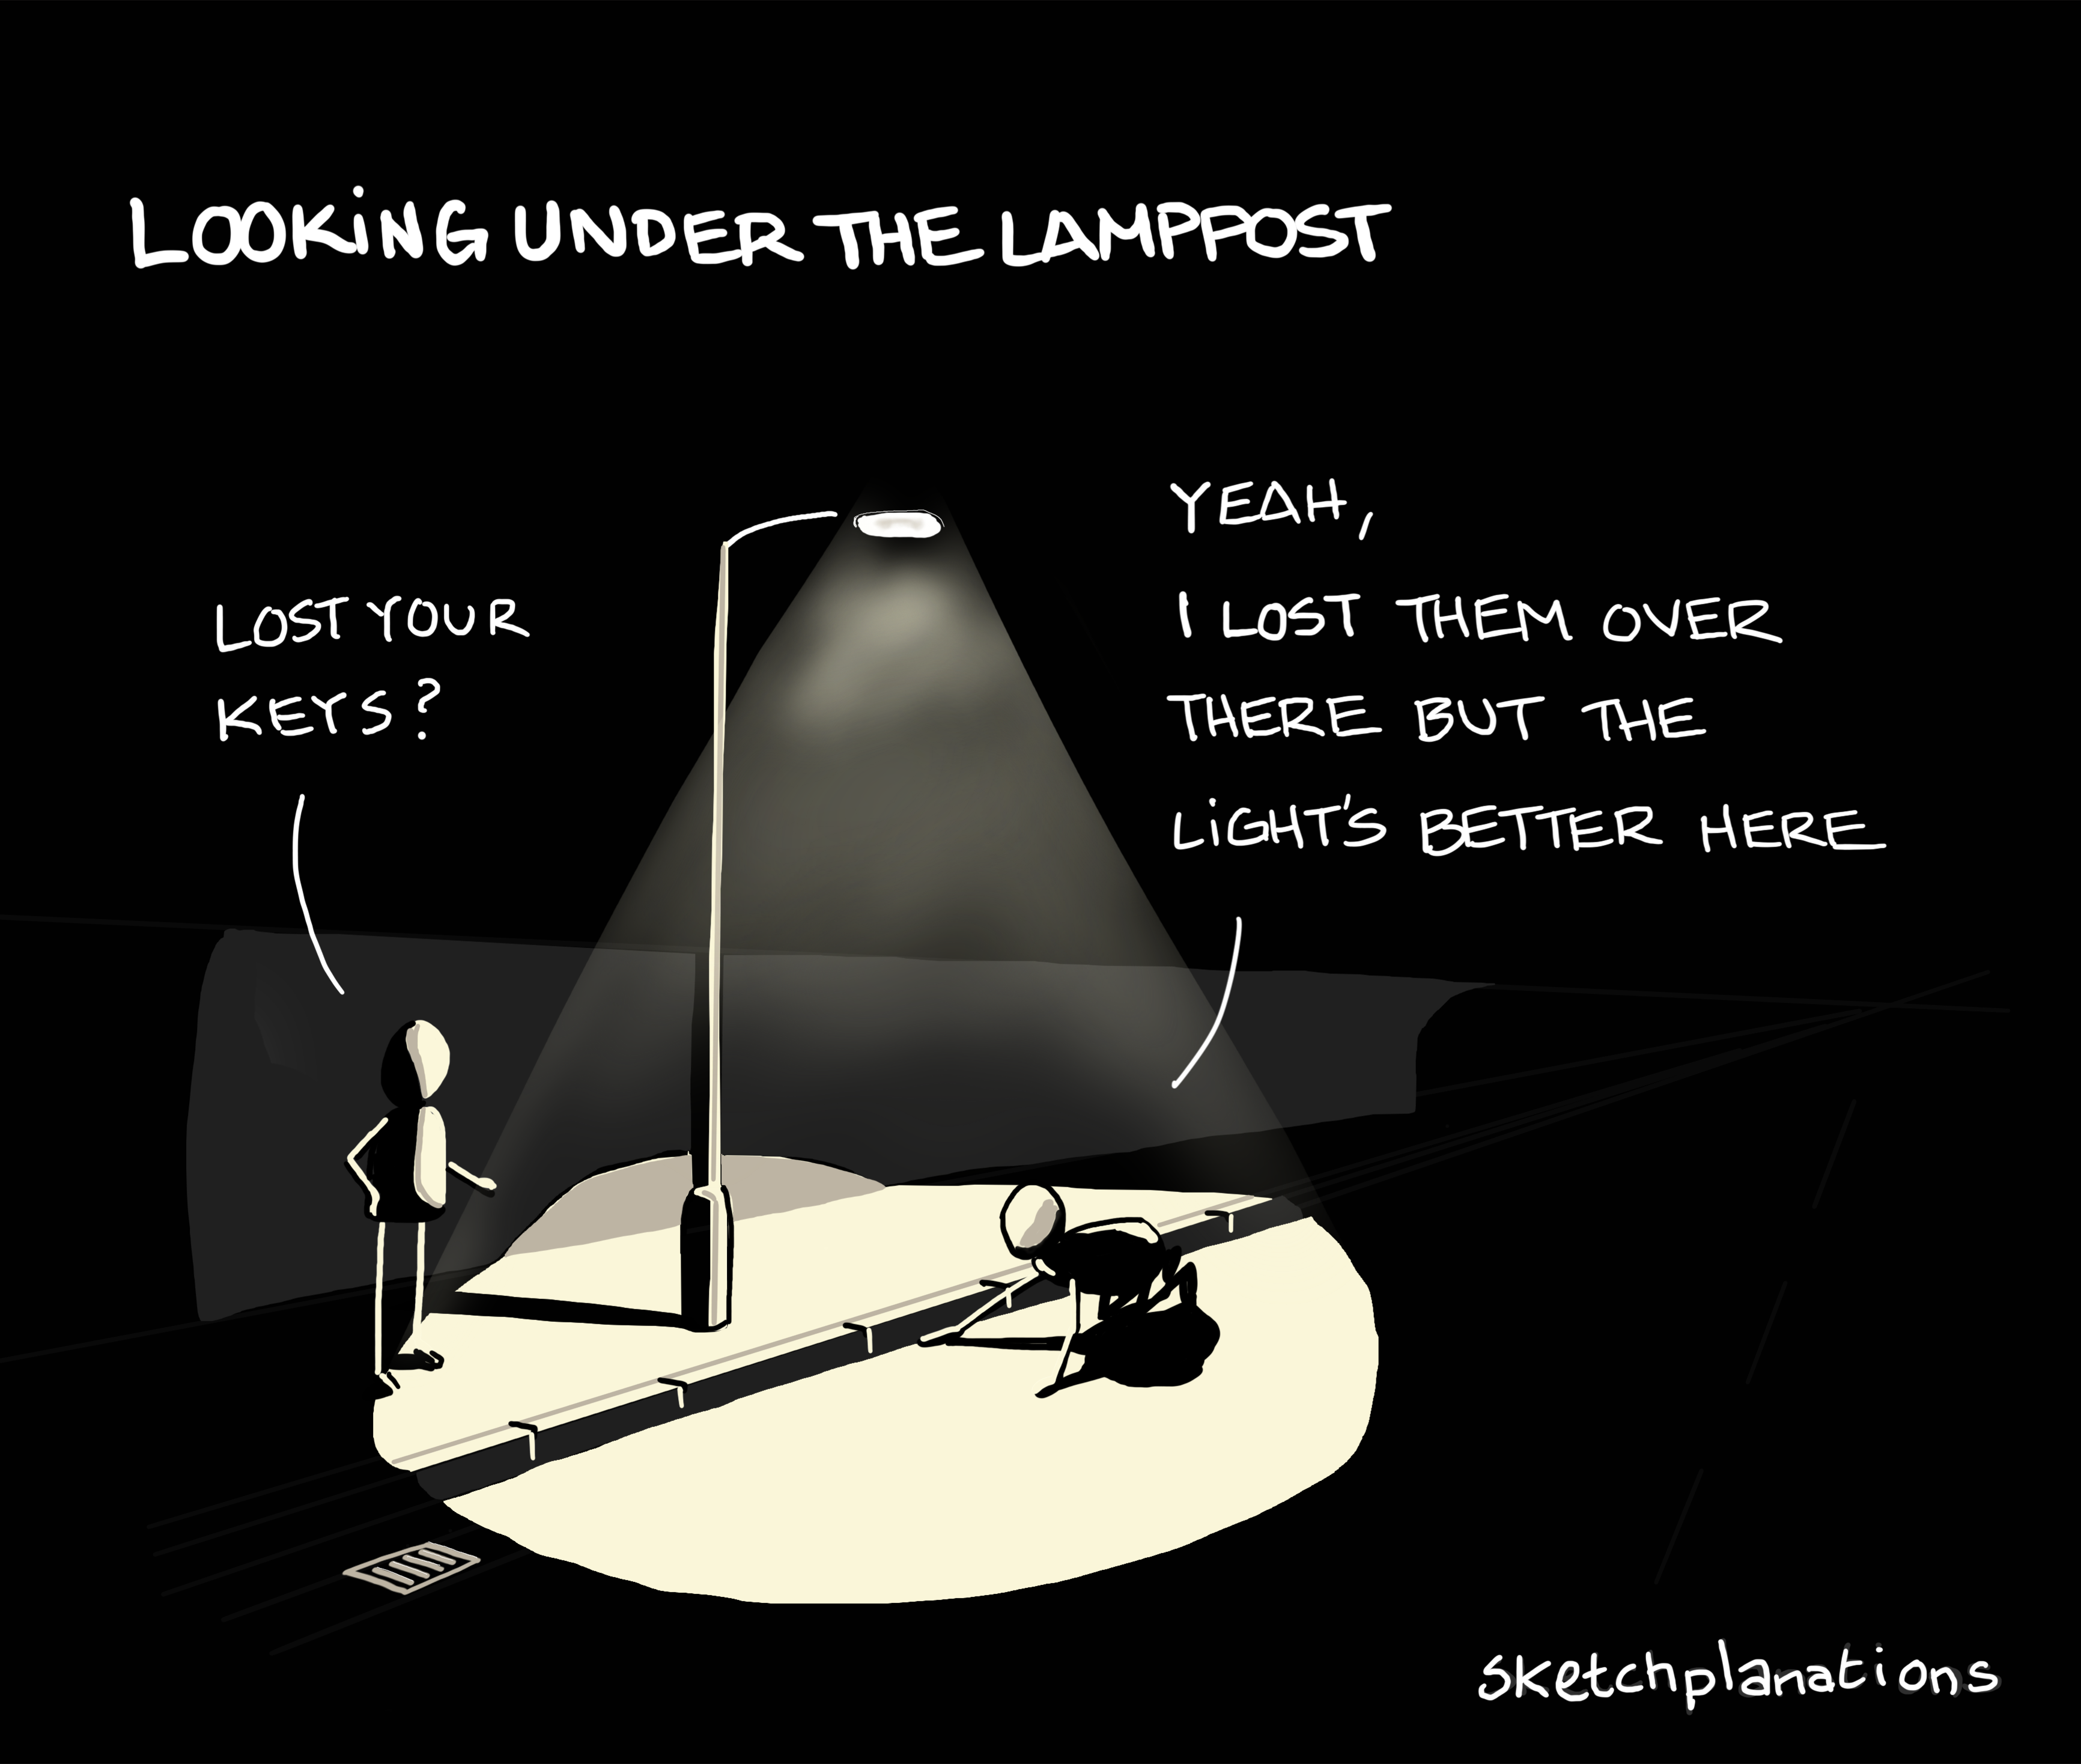 LOOKING UNDER THE LAMPPOST
LOST YOUR
KEYS?
YEAH,
I LOST THEM OVER
THERE BUT THE
LIGHT'S BETTER HERE
sketchplanations